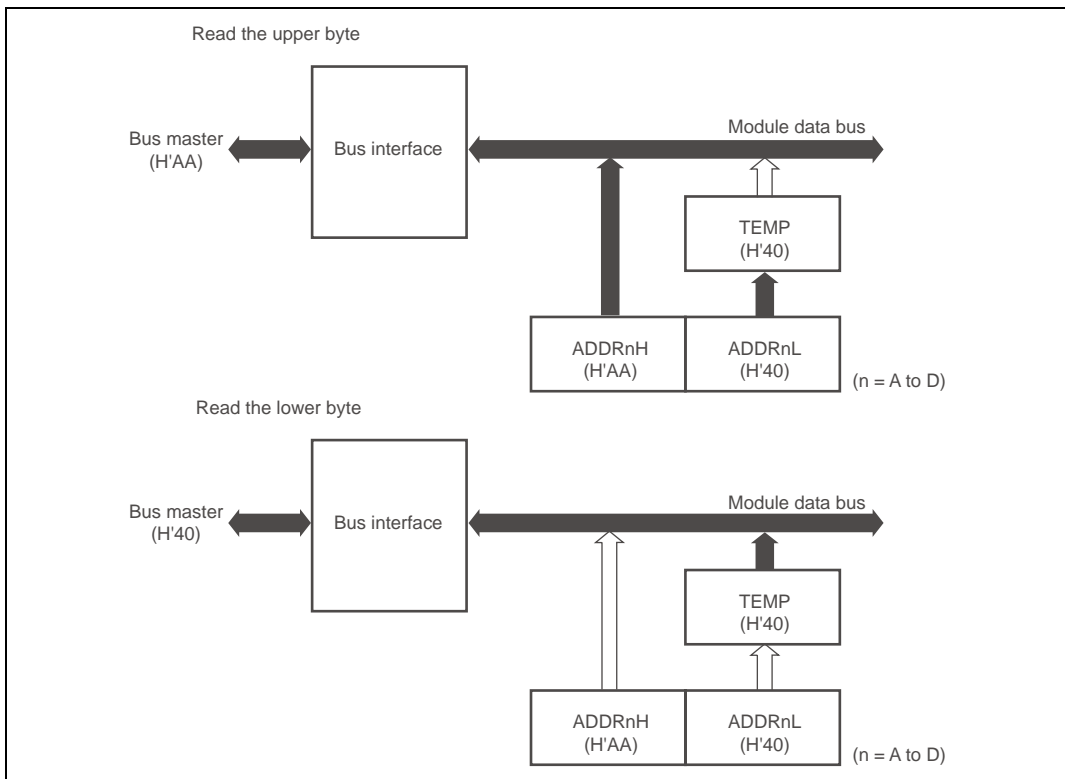 Read the upper byte
Bus master
(H'AA)
Bus interface
Module data bus
TEMP
(H'40)
ADDRnH
(H'AA)
ADDRnL
(H'40)
(n = A to D)
Read the lower byte
Bus master
(H'40)
Bus interface
Module data bus
TEMP
(H'40)
ADDRnH
(H'AA)
ADDRnL
(H'40)
(n = A to D)